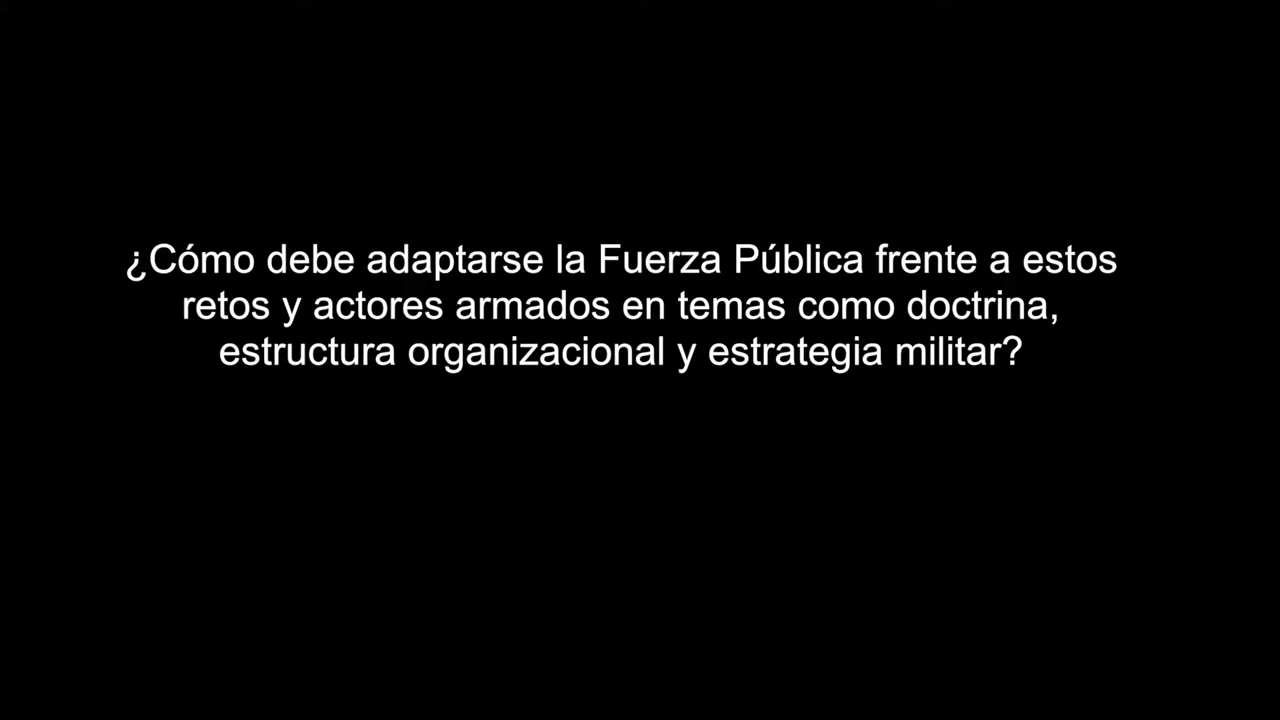 ¿Cómo debe adaptarse la Fuerza Pública frente a estos
retos y actores armados en temas como doctrina,
estructura organizacional y estrategia militar?